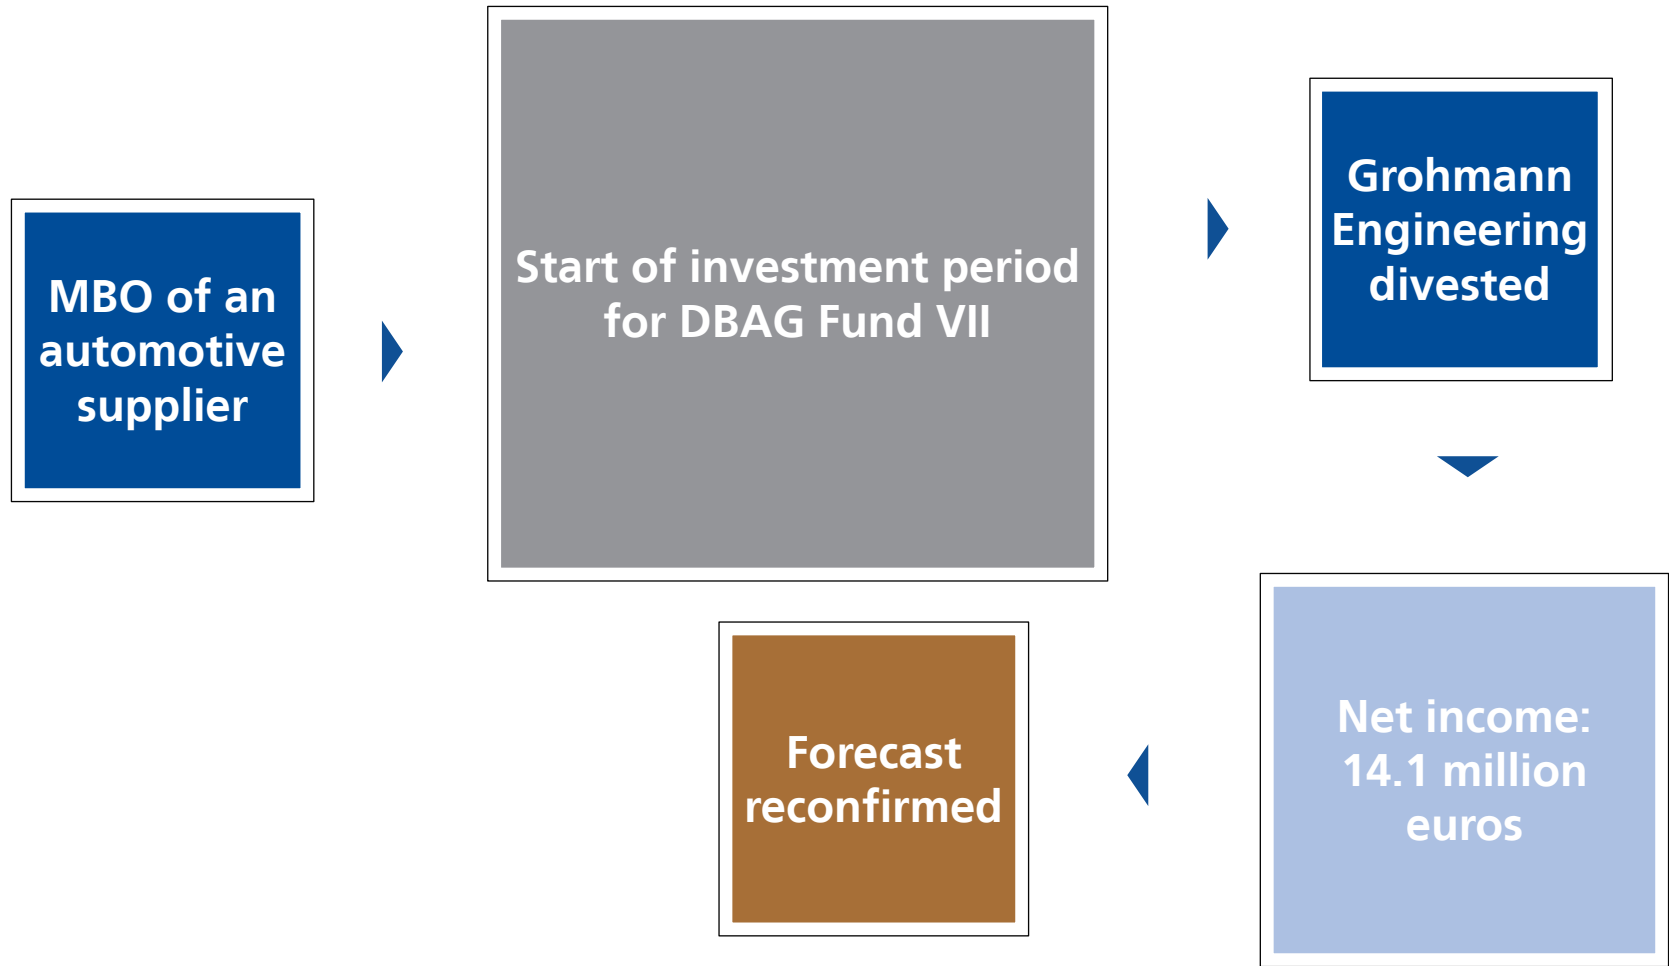 MBO of an
automotive
supplier
Start of investment period
for DBAG Fund VII
Grohmann
Engineering
divested
Net income:
14.1 million
euros
Forecast
reconfirmed